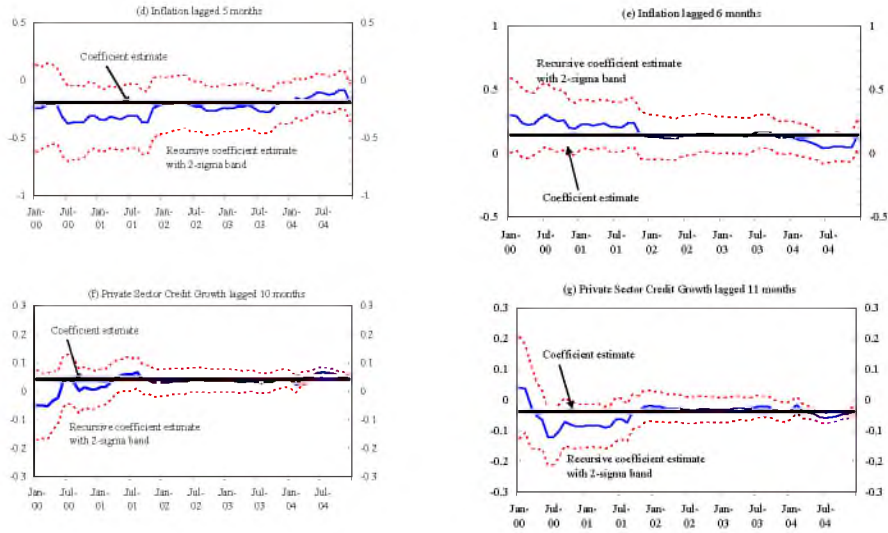 (d) Inflation lagged 5 months
0.5 0.5
Coefficient estimate
0 0
-0.5 -0.5
Recursive coefficient estimate
with 2-sigma band
-1 -1
Jan- Jul- Jan- Jul- Jan- Jul- Jan- Jul- Jan- Jul-
00 00 01 01 02 02 03 03 04 04
(e) Inflation lagged 6 months
1 1
Recursive coefficient estimate
with 2-sigma band
0.5 0.5
0 0
Coefficient estimate
-0.5 -0.5
Jan- Jul- Jan- Jul- Jan- Jul- Jan- Jul- Jan- Jul-
00 00 01 01 02 02 03 03 04 04
(f) Private Sector Credit Growth lagged 10 months
0.3 0.3
0.2 0.2
Coefficient estimate
0.1 0.1
0 0
-0.1 -0.1
Recursive coefficient estimate
with 2-sigma band
-0.2 -0.2
-0.3 -0.3
Jan- Jul- Jan- Jul- Jan- Jul- Jan- Jul- Jan- Jul-
00 00 01 01 02 02 03 03 04 04
(g) Private Sector Credit Growth lagged 11 months
0.3 0.3
0.2 0.2
Coefficient estimate
0.1 0.1
0 0
-0.1 -0.1
Recursive coefficient estimate
with 2-sigma band
-0.2 -0.2
-0.3 -0.3
Jan- Jul- Jan- Jul- Jan- Jul- Jan- Jul- Jan- Jul-
00 00 01 01 02 02 03 03 04 04